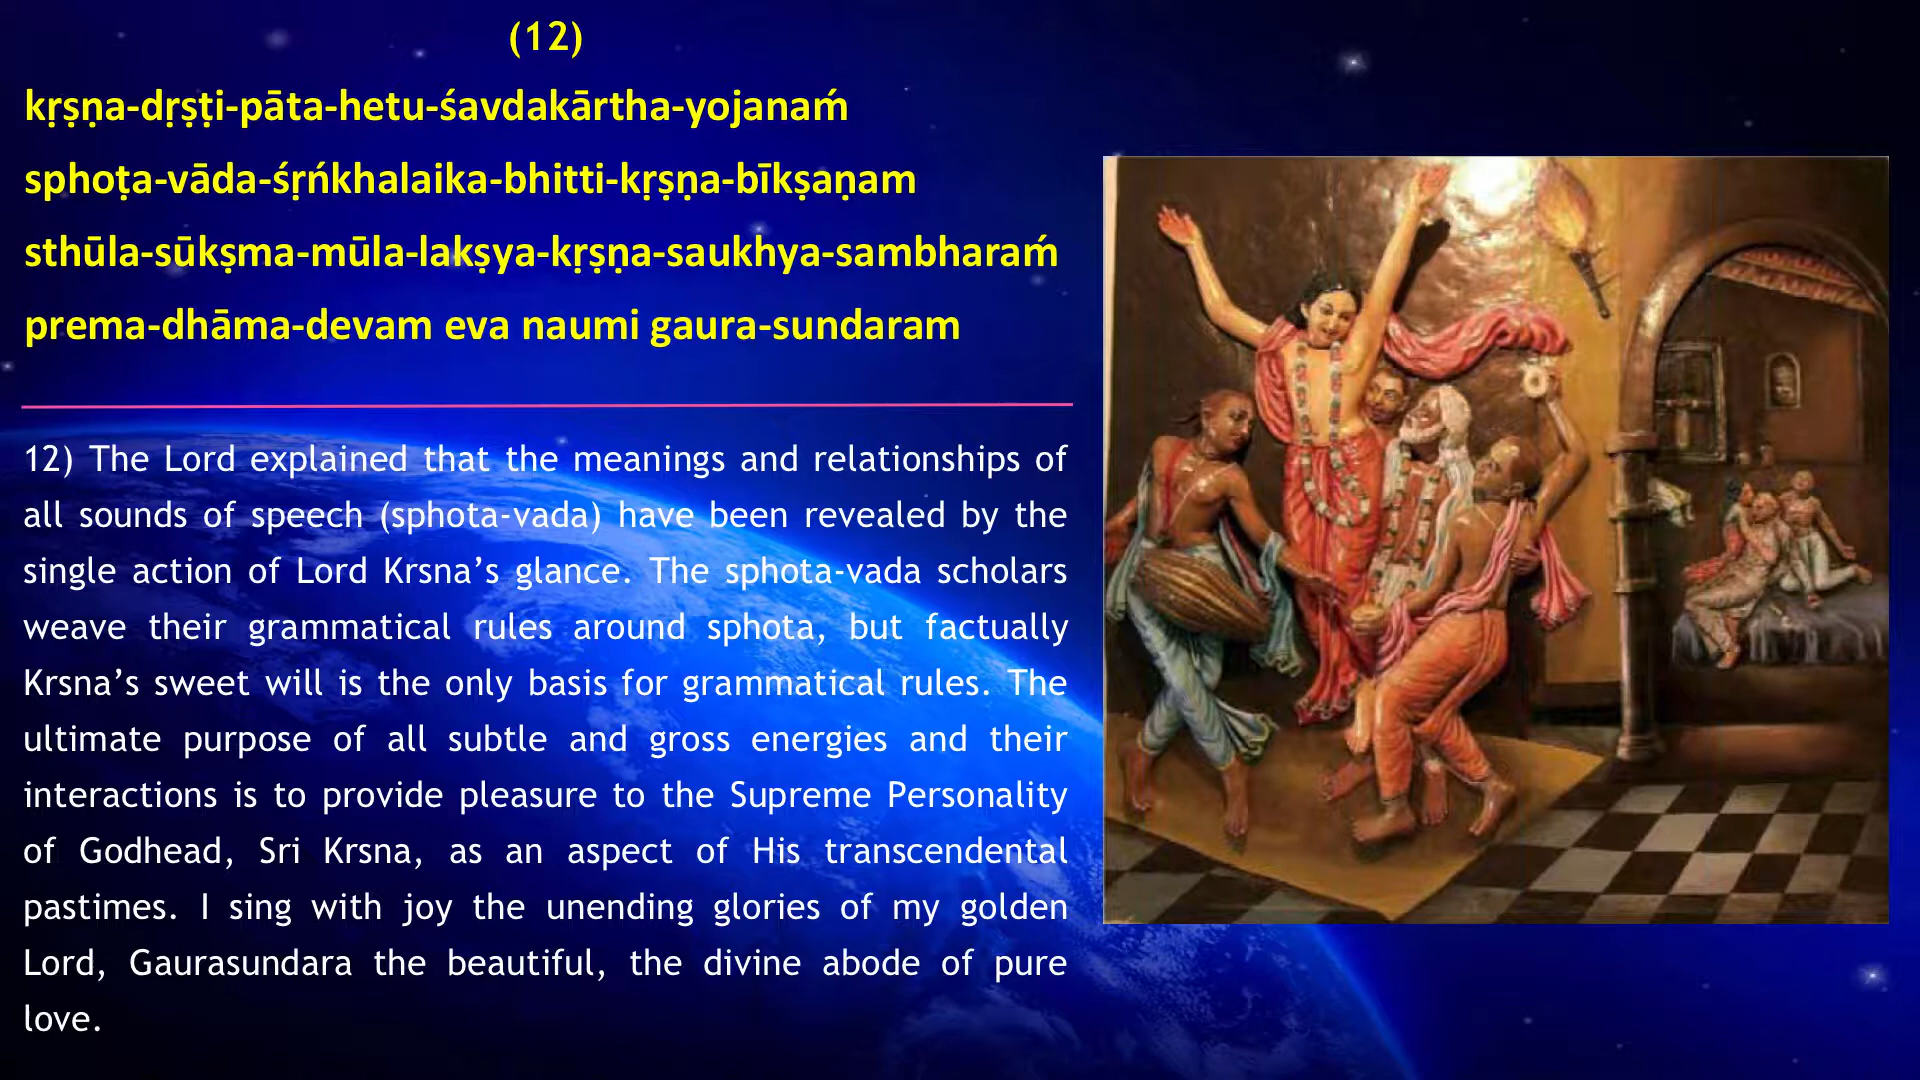 (12)
kṛṣṇa-dṛṣṭi-pāta-hetu-śavdakārtha-yojanaḿ
sphoṭa-vāda-śṛńkhalaika-bhitti-kṛṣṇa-bīkṣaṇam
sthūla-sūkṣma-mūla-lakṣya-kṛṣṇa-saukhya-sambharaḿ
prema-dhāma-devam eva naumi gaura-sundaram
12) The Lord explained that the meanings and relationships of
all sounds of speech (sphota-vada) have been revealed by the
single action of Lord Krsna’s glance. The sphota-vada scholars
weave their grammatical rules around sphota, but factually
Krsna’s sweet will is the only basis for grammatical rules. The
ultimate purpose of all subtle and gross energies and their
interactions is to provide pleasure to the Supreme Personality
of Godhead, Sri Krsna, as an aspect of His transcendental
pastimes. I sing with joy the unending glories of my golden
Lord, Gaurasundara the beautiful, the divine abode of pure
love.